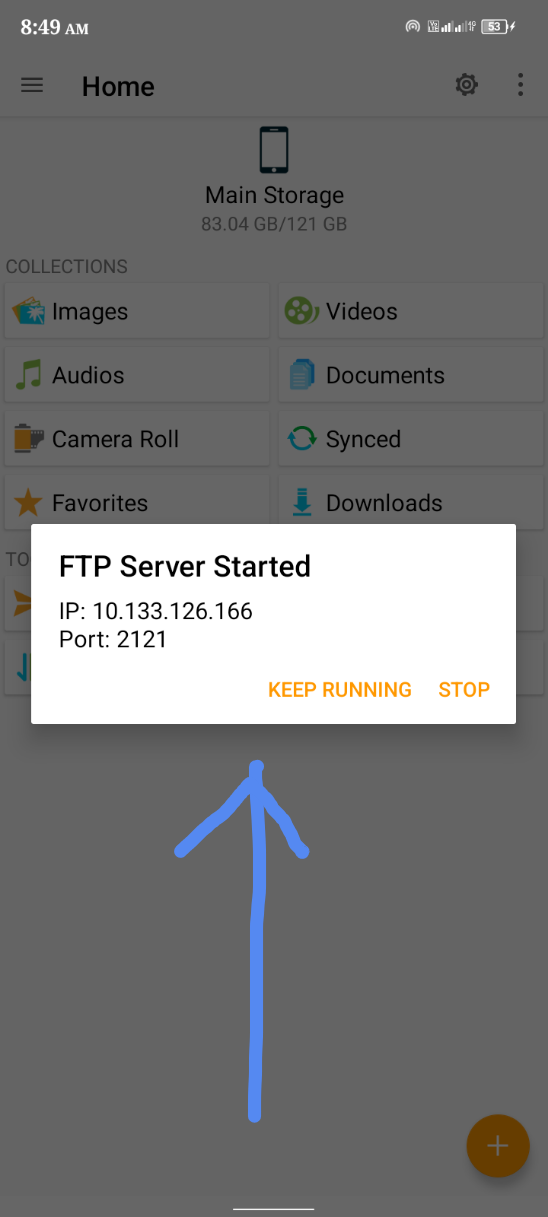 8:49 AM
53
Home
Main Storage
83.04 GB/121 GB
COLLECTIONS
Images
Videos
Audios
Documents
Camera Roll
Synced
Favorites
Downloads
TO
FTP Server Started
IP: 10.133.126.166
Port: 2121
KEEP RUNNING
STOP